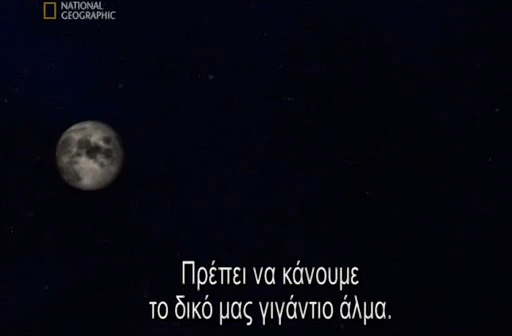 NATIONAL
GEOGRAPHIC
Πρέπει να κάνουμε
το δικό μας γιγάντιο άλμα.